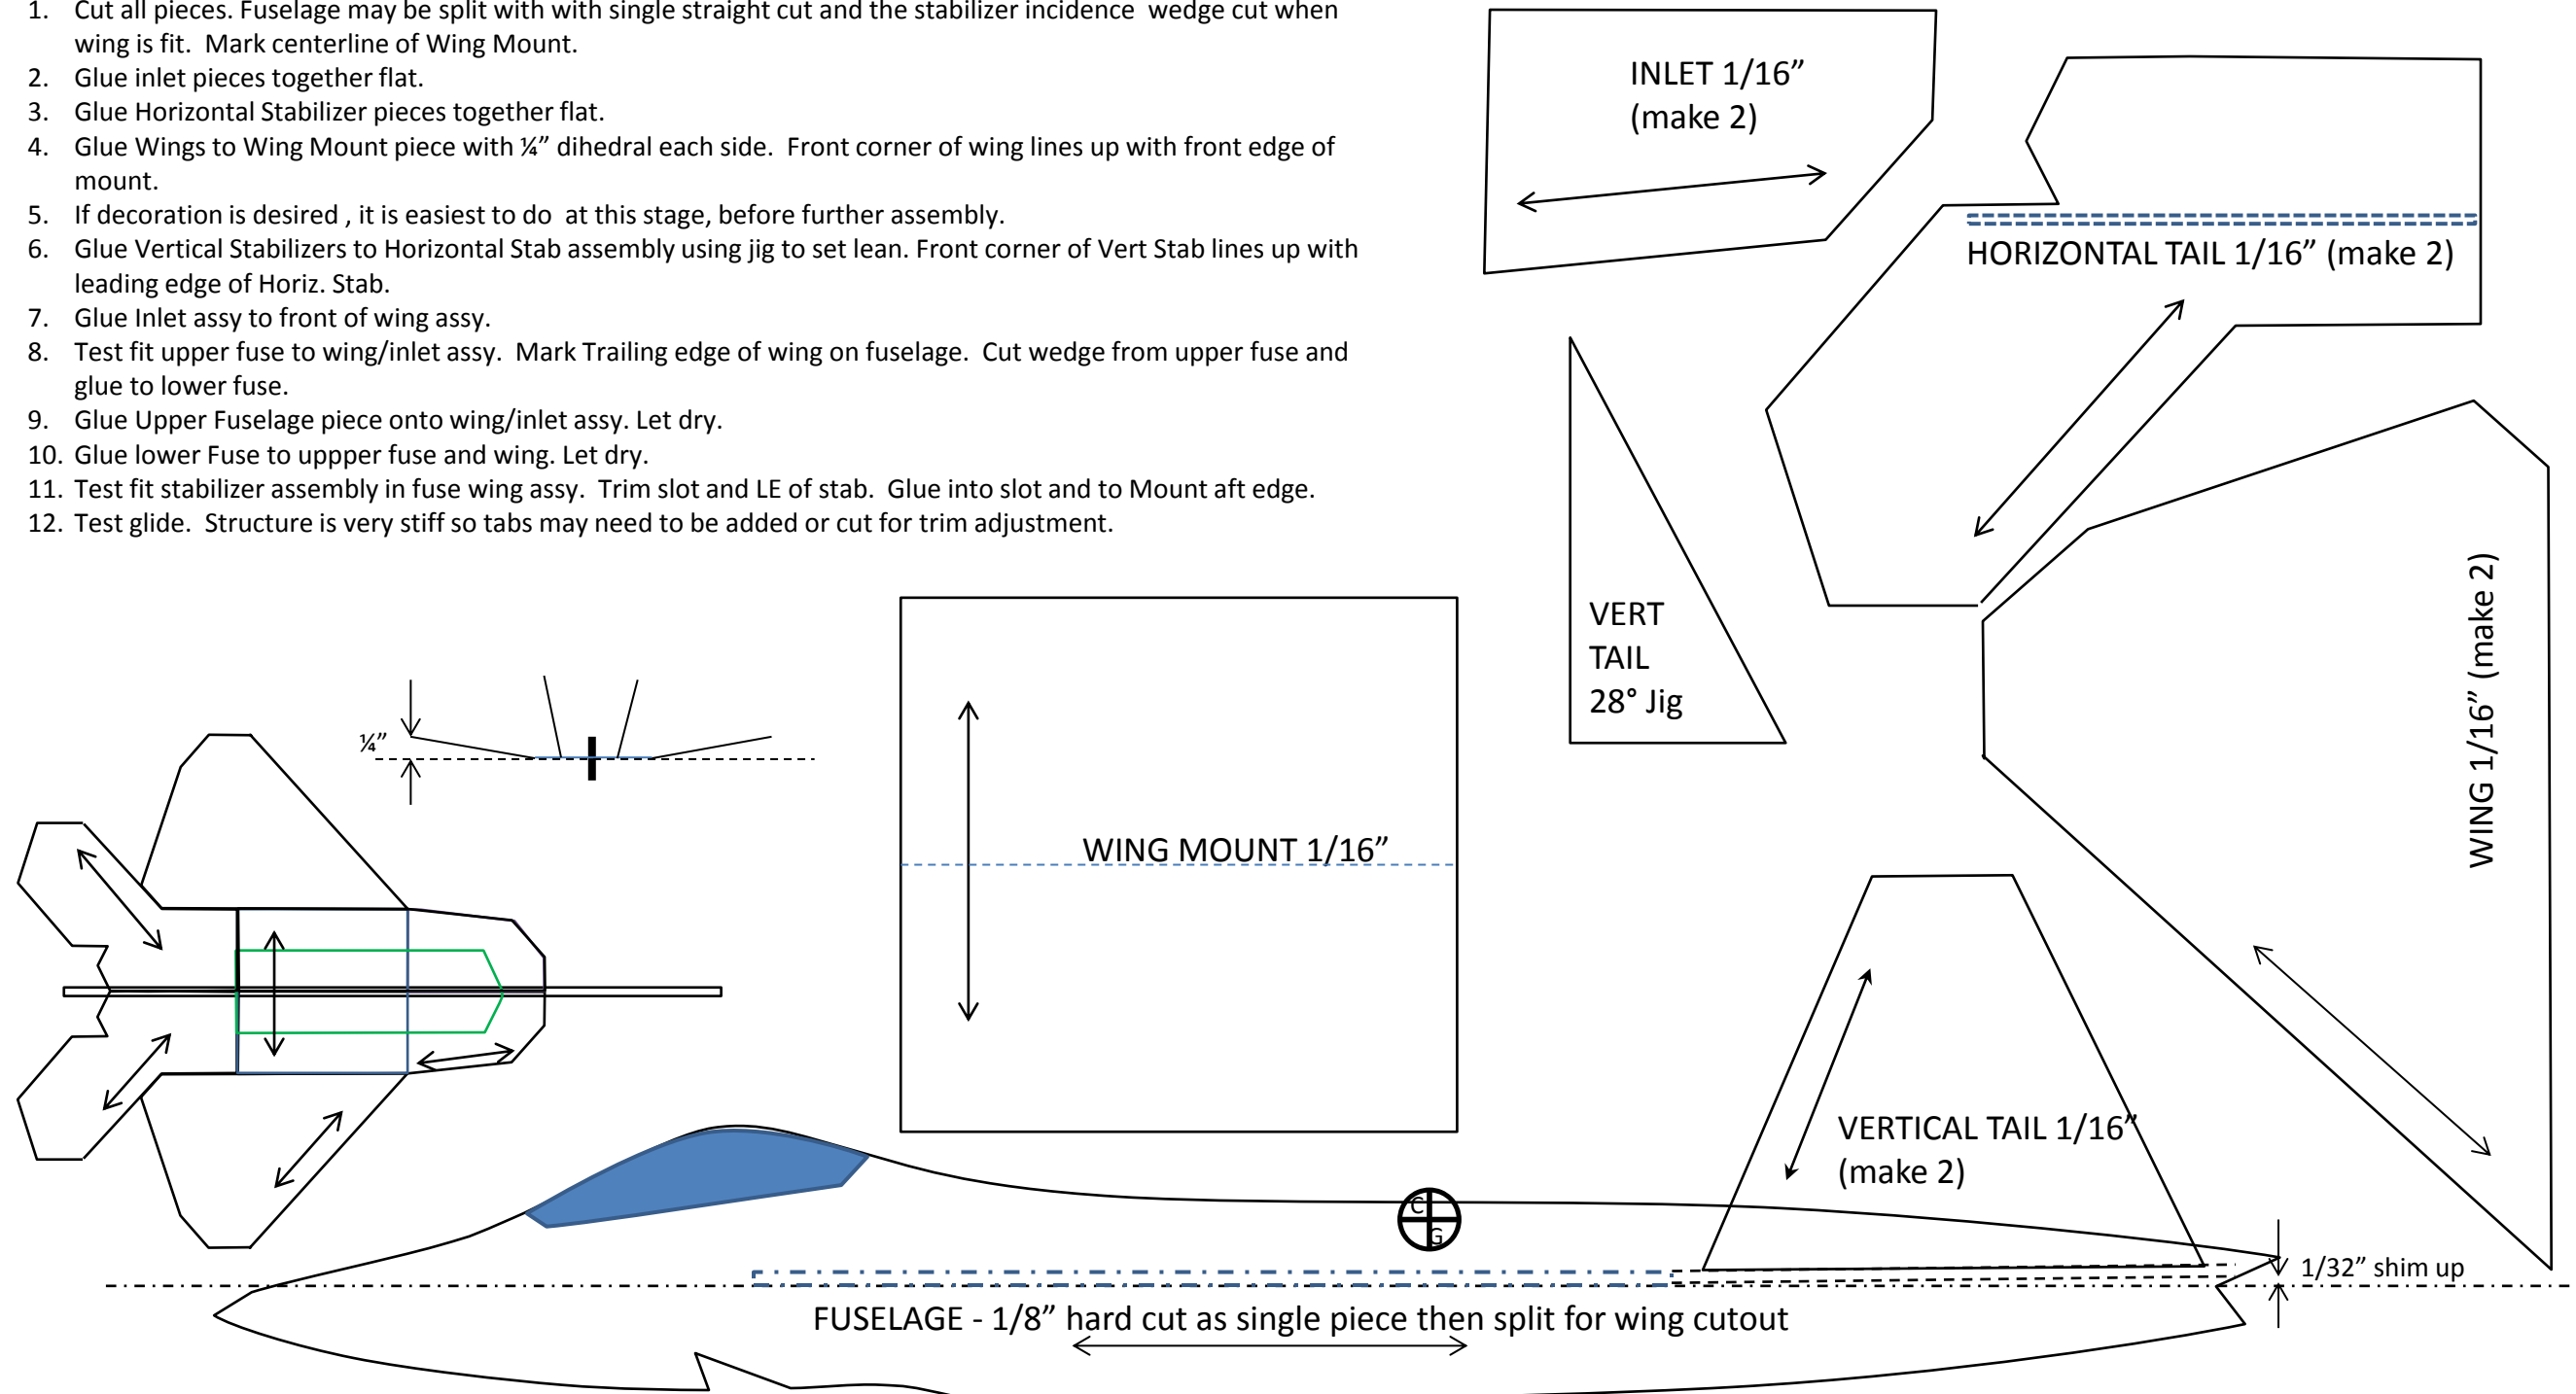 1. Cut all pieces. Fuselage may be split with with single straight cut and the stabilizer incidence wedge cut when
wing is fit. Mark centerline of Wing Mount.
2. Glue inlet pieces together flat.
3. Glue Horizontal Stabilizer pieces together flat.
4. Glue Wings to Wing Mount piece with ¼” dihedral each side. Front corner of wing lines up with front edge of
mount.
5. If decoration is desired , it is easiest to do at this stage, before further assembly.
6. Glue Vertical Stabilizers to Horizontal Stab assembly using jig to set lean. Front corner of Vert Stab lines up with
leading edge of Horiz. Stab.
7. Glue Inlet assy to front of wing assy.
8. Test fit upper fuse to wing/inlet assy. Mark Trailing edge of wing on fuselage. Cut wedge from upper fuse and
glue to lower fuse.
9. Glue Upper Fuselage piece onto wing/inlet assy. Let dry.
10. Glue lower Fuse to uppper fuse and wing. Let dry.
11. Test fit stabilizer assembly in fuse wing assy. Trim slot and LE of stab. Glue into slot and to Mount aft edge.
12. Test glide. Structure is very stiff so tabs may need to be added or cut for trim adjustment.
INLET 1/16”
(make 2)
HORIZONTAL TAIL 1/16” (make 2)
VERT
TAIL
28° Jig
WING 1/16” (make 2)
¼”
WING MOUNT 1/16”
VERTICAL TAIL 1/16”
(make 2)
C
G
1/32” shim up
FUSELAGE - 1/8” hard cut as single piece then split for wing cutout